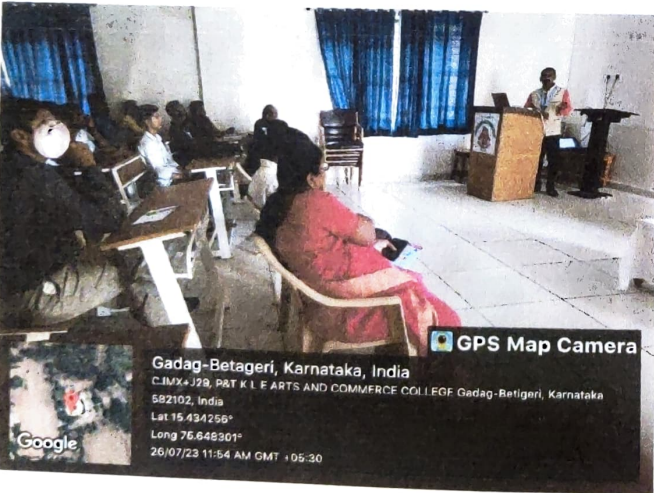 GPS Map Camera
Gadag-Betageri, Karnataka, India
CJMX+J29, P&T K L E ARTS AND COMMERCE COLLEGE Gadag-Betigeri, Karnataka
582102, India
Lat 15.434256°
Long 75.648301°
26/07/23 11:54 AM GMT +05:30
Google